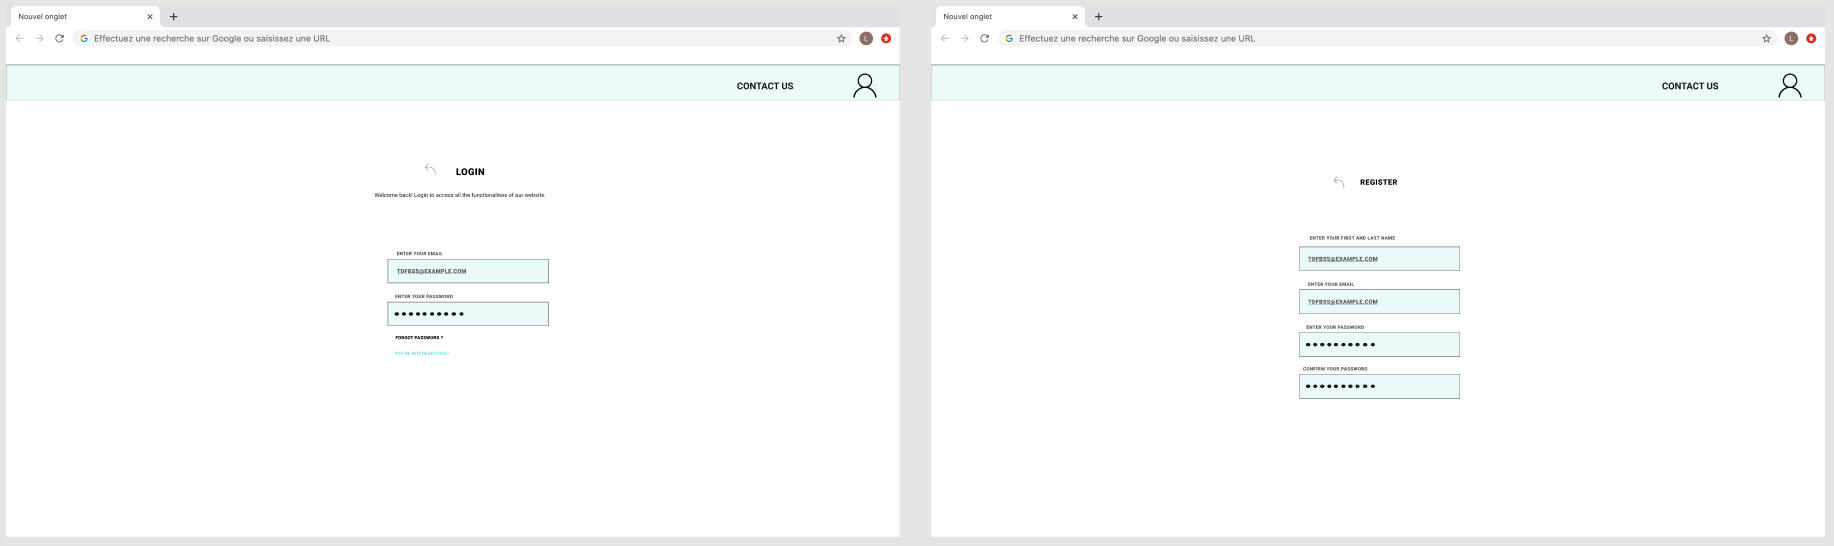 Nouvel onglet
Effectuez une recherche sur Google ou saisissez une URL
L
CONTACT US
LOGIN
Welcome back! Login to access all the functionalities of our website.
ENTER YOUR EMAIL
TDFBSS@EXAMPLE.COM
ENTER YOUR PASSWORD
FORGOT PASSWORD ?
YOU'RE NOT REGISTRED?
Nouvel onglet
Effectuez une recherche sur Google ou saisissez une URL
L
CONTACT US
REGISTER
ENTER YOUR FIRST AND LAST NAME
TDFBSS@EXAMPLE.COM
ENTER YOUR EMAIL
TDFBSS@EXAMPLE.COM
ENTER YOUR PASSWORD
CONFIRM YOUR PASSWORD